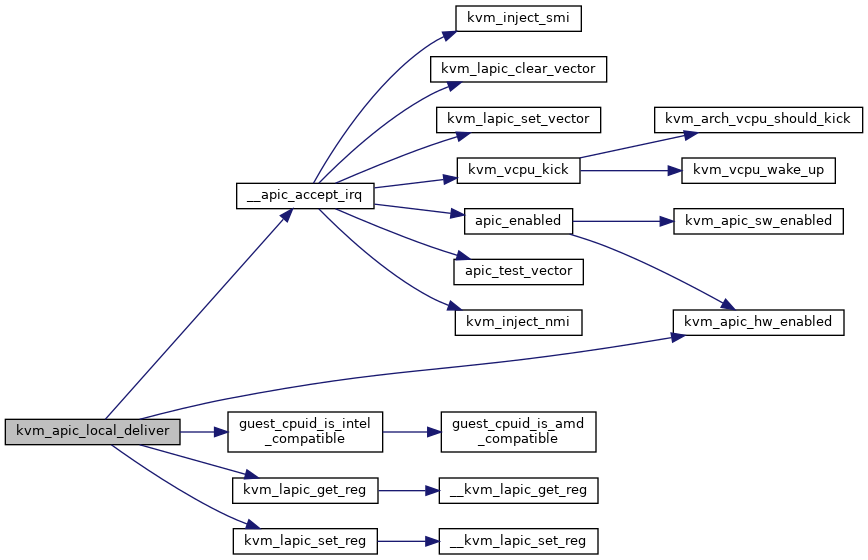 kvm_inject_smi
kvm_lapic_clear_vector
kvm_lapic_set_vector
kvm_arch_vcpu_should_kick
kvm_vcpu_kick
kvm_vcpu_wake_up
__apic_accept_irq
apic_enabled
kvm_apic_sw_enabled
apic_test_vector
kvm_inject_nmi
kvm_apic_hw_enabled
kvm_apic_local_deliver
guest_cpuid_is_intel
_compatible
guest_cpuid_is_amd
_compatible
kvm_lapic_get_reg
__kvm_lapic_get_reg
kvm_lapic_set_reg
__kvm_lapic_set_reg